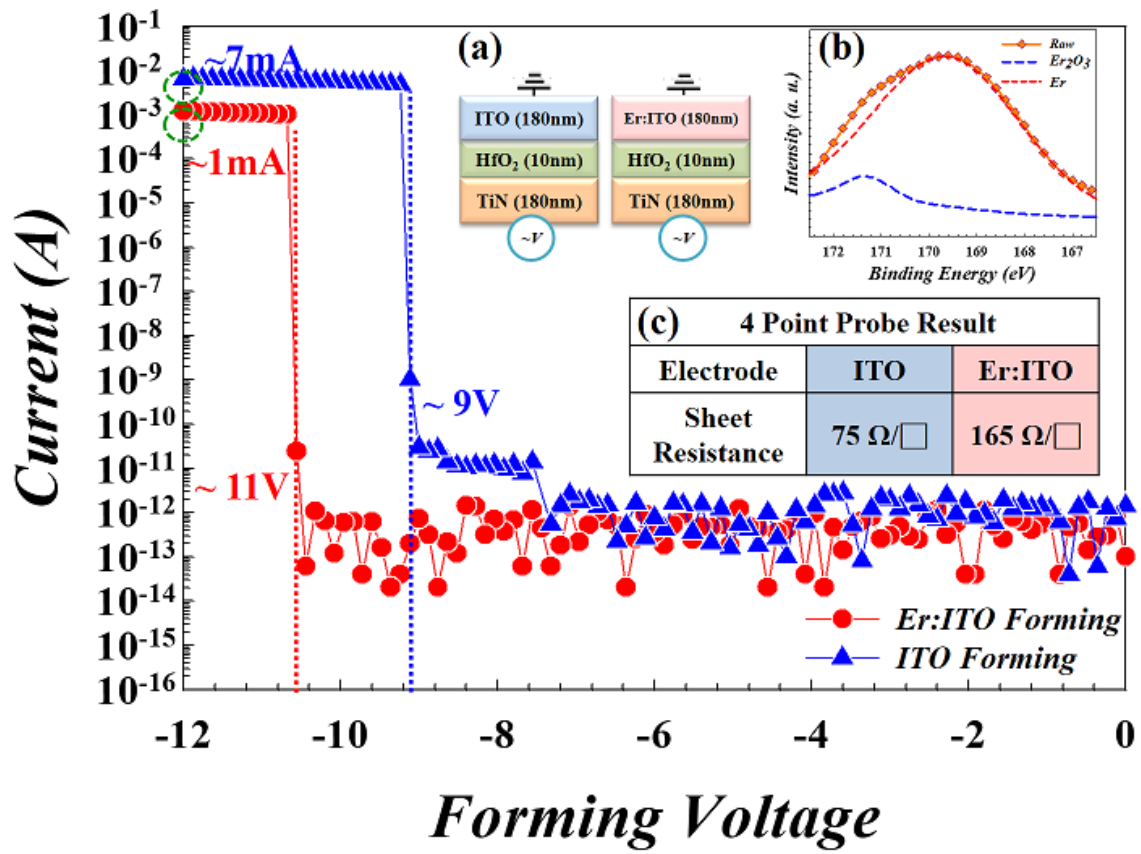 Current (A)
10⁻¹
10⁻²
10⁻³
10⁻⁴
10⁻⁵
10⁻⁶
10⁻⁷
10⁻⁸
10⁻⁹
10⁻¹⁰
10⁻¹¹
10⁻¹²
10⁻¹³
10⁻¹⁴
10⁻¹⁵
10⁻¹⁶
~7mA
~1mA
~ 11V
~ 9V
(a)
ITO (180nm)
HfO₂ (10nm)
TiN (180nm)
~V
Er:ITO (180nm)
HfO₂ (10nm)
TiN (180nm)
~V
(b)
Raw
Er₂O₃
Er
Intensity (a. u.)
172 171 170 169 168 167
Binding Energy (eV)
(c) 4 Point Probe Result
Electrode ITO Er:ITO
Sheet
Resistance 75 Ω/□ 165 Ω/□
Er:ITO Forming
ITO Forming
-12 -10 -8 -6 -4 -2 0
Forming Voltage